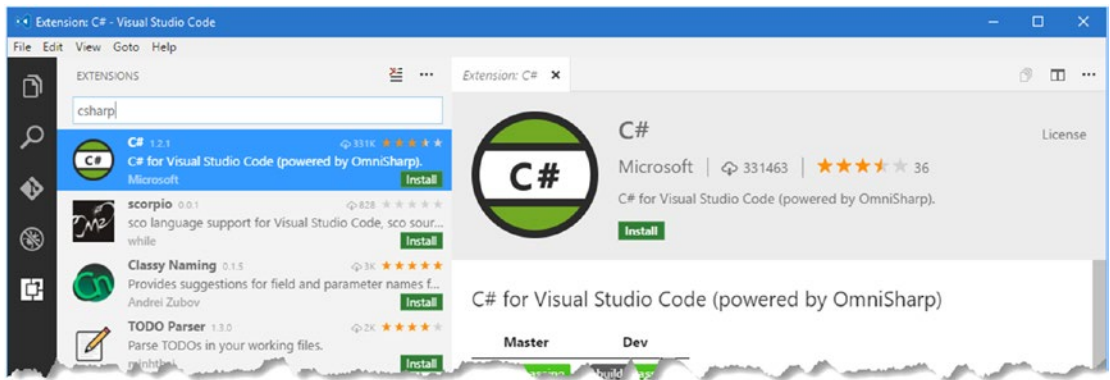 Extension: C# - Visual Studio Code
File Edit View Goto Help
EXTENSIONS
csharp
C# 1.2.1 331K
C# for Visual Studio Code (powered by OmniSharp).
Microsoft Install
scorpio 0.0.1 828
sco language support for Visual Studio Code, sco sour...
while Install
Classy Naming 0.1.5 3K
Provides suggestions for field and parameter names f...
Andrei Zubov Install
TODO Parser 1.3.0 2K
Parse TODOs in your working files.
Install
Extension: C#
C#
C#
License
Microsoft | 331463 | 36
C# for Visual Studio Code (powered by OmniSharp).
Install
C# for Visual Studio Code (powered by OmniSharp)
Master Dev
build